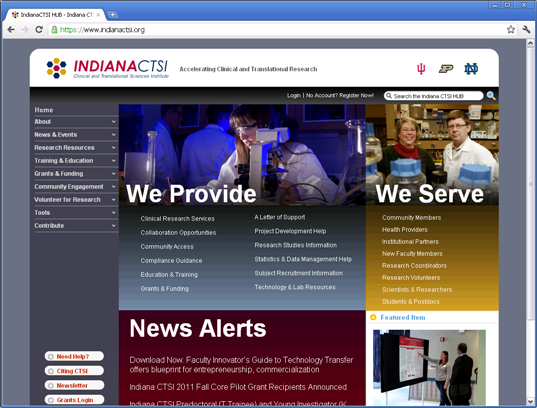 IndianaCTSI HUB - Indiana CT
https://www.indianactsi.org
INDIANACTSI
Clinical and Translational Sciences Institute
Accelerating Clinical and Translational Research
Login | No Account? Register Now!
Search the Indiana CTSI HUB
Home
About
News & Events
Research Resources
Training & Education
Grants & Funding
Community Engagement
Volunteer for Research
Tools
Contribute
Need Help?
Citing CTSI
Newsletter
Grants Login
We Provide
Clinical Research Services
Collaboration Opportunities
Community Access
Compliance Guidance
Education & Training
Grants & Funding
A Letter of Support
Project Development Help
Research Studies Information
Statistics & Data Management Help
Subject Recruitment Information
Technology & Lab Resources
We Serve
Community Members
Health Providers
Institutional Partners
New Faculty Members
Research Coordinators
Research Volunteers
Scientists & Researchers
Students & Postdocs
News Alerts
Download Now: Faculty Innovator's Guide to Technology Transfer
offers blueprint for entrepreneurship, commercialization
Indiana CTSI 2011 Fall Core Pilot Grant Recipients Announced
Indiana CTSI Predoctoral (T Trainee) and Young Investigator (K
Featured Item